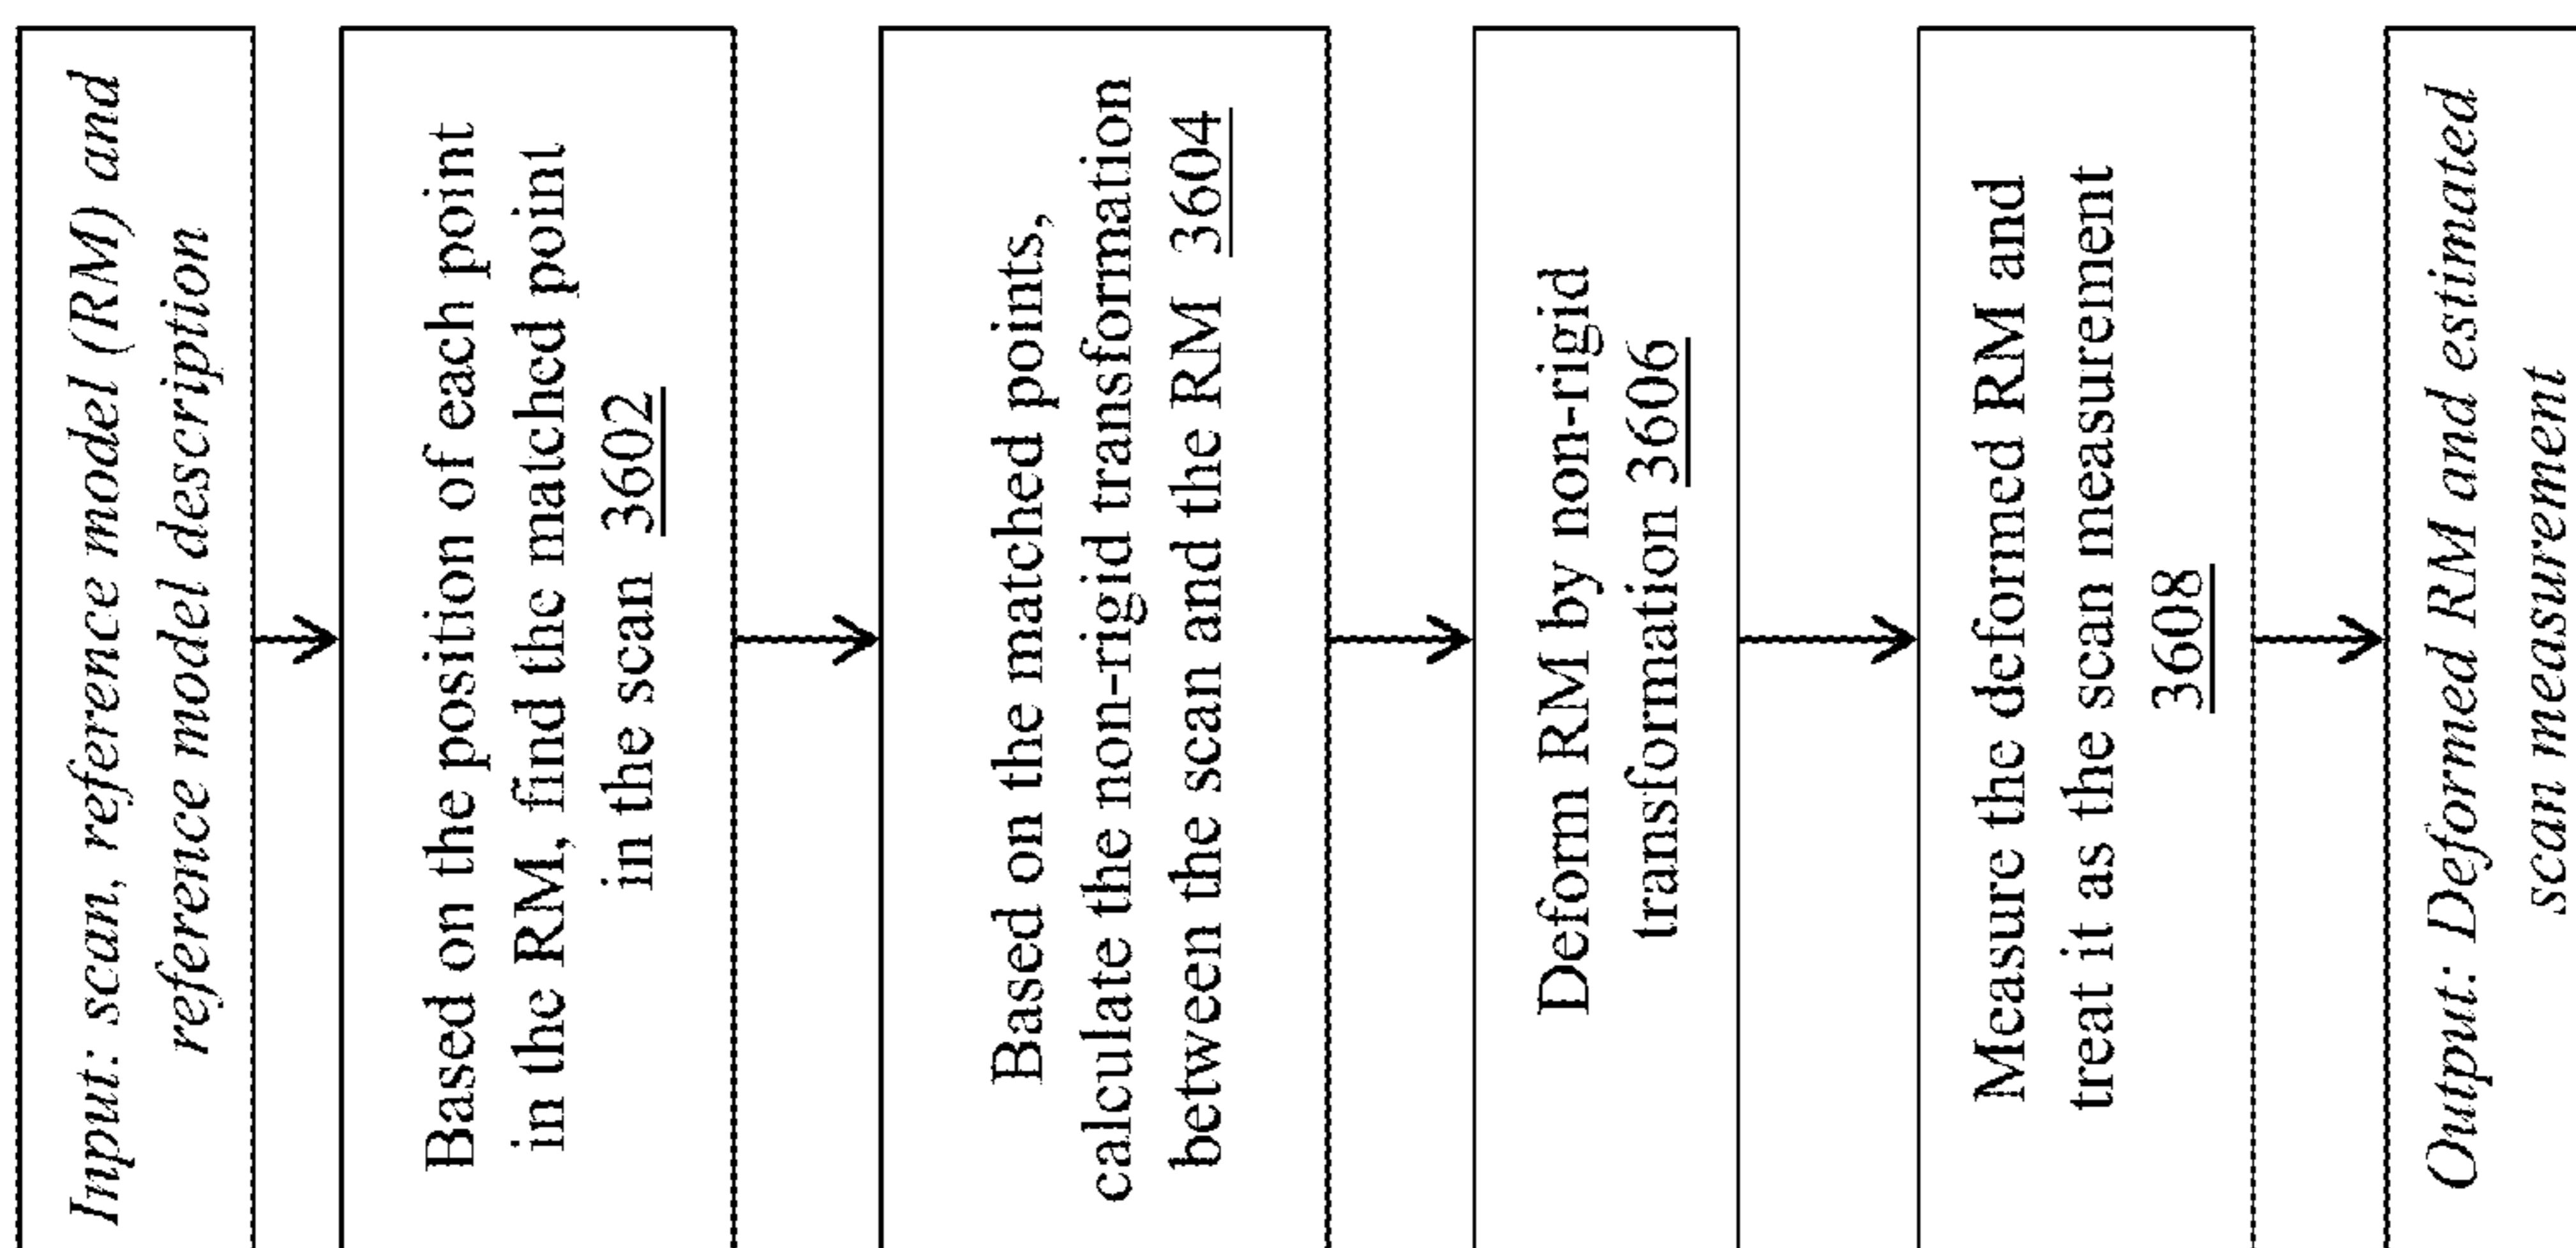 Input: scan, reference model (RM) and
reference model description
Based on the position of each point
in the RM, find the matched point
in the scan 3602
Based on the matched points,
calculate the non-rigid transformation
between the scan and the RM 3604
Deform RM by non-rigid
transformation 3606
Measure the deformed RM and
treat it as the scan measurement
3608
Output: Deformed RM and estimated
scan measurement